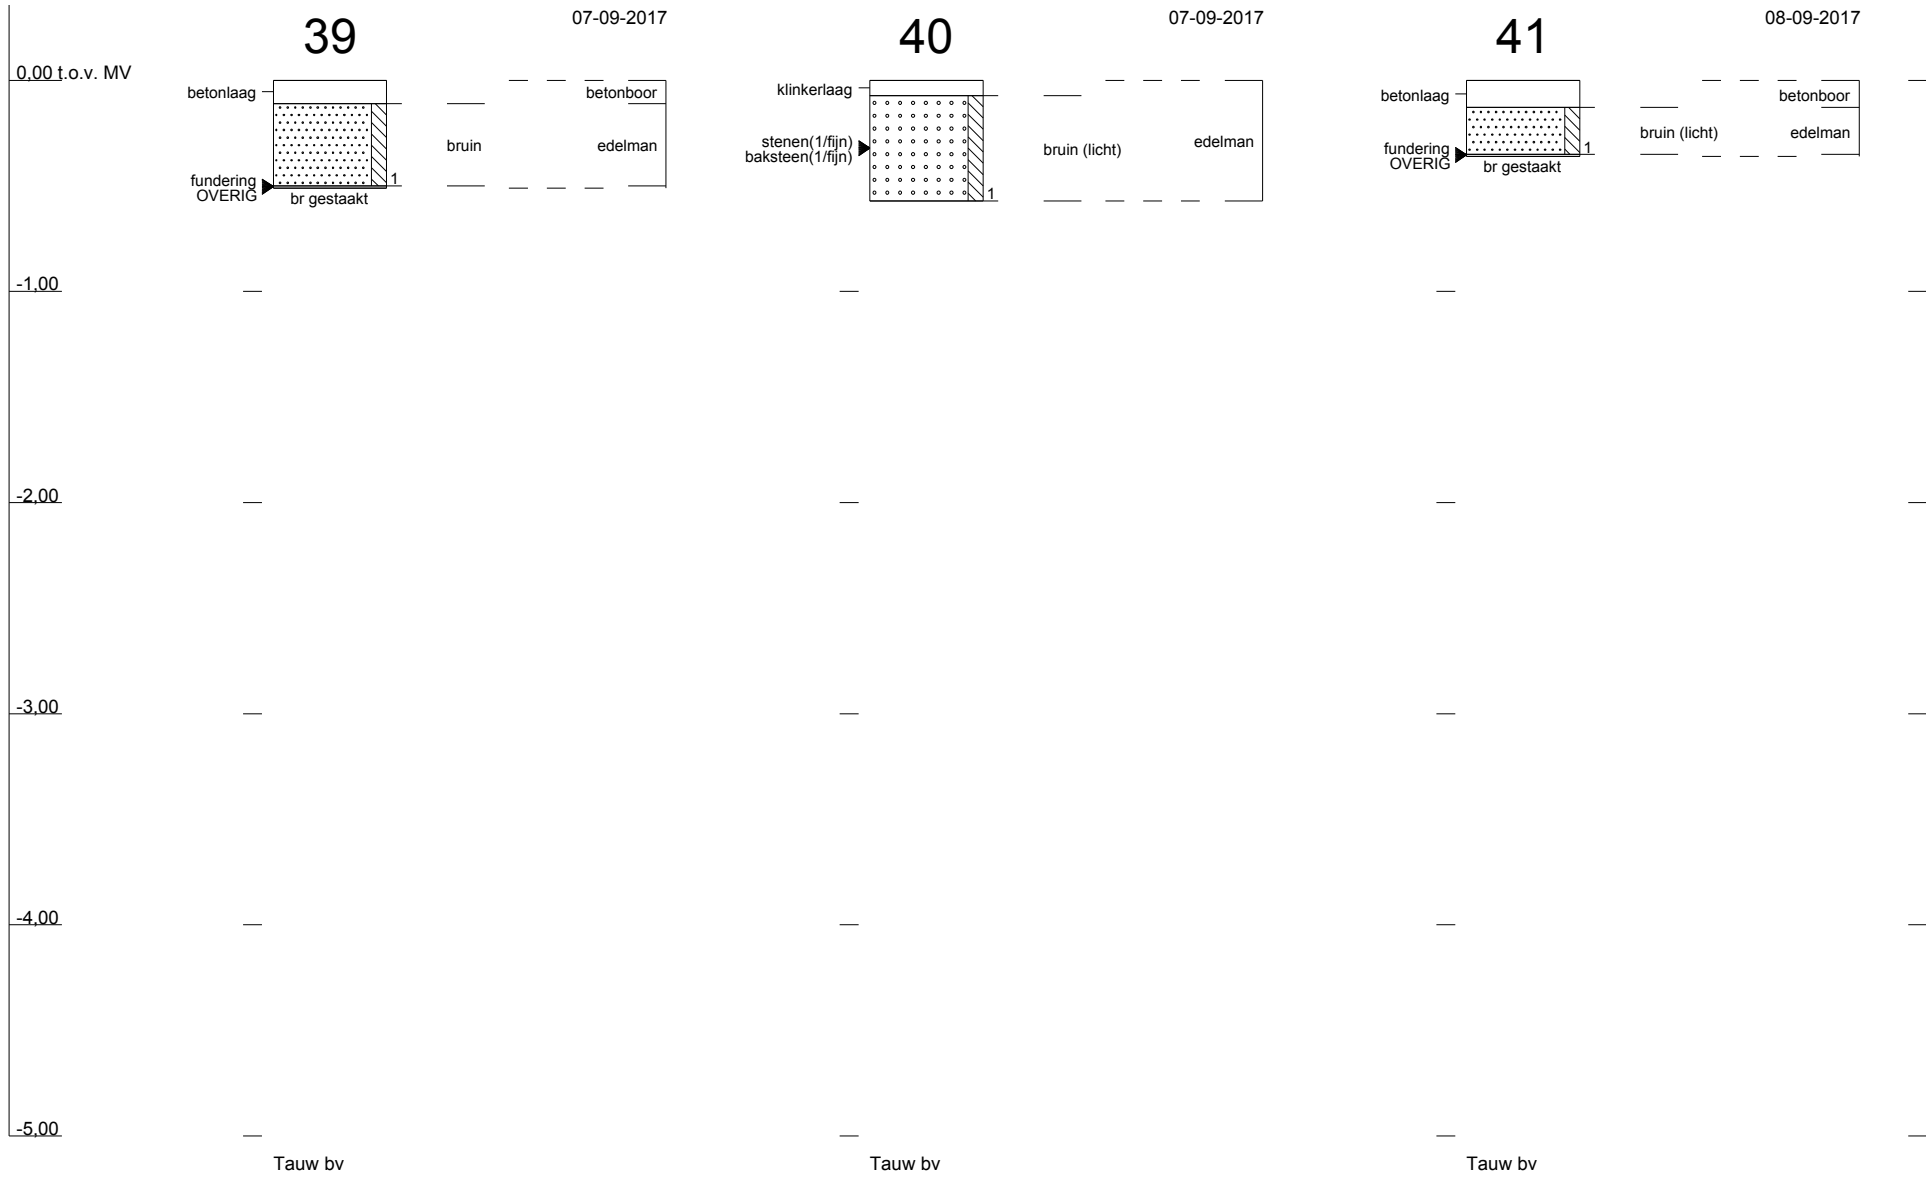 0,00 t.o.v. MV
-1,00
-2,00
-3,00
-4,00
-5,00
39
07-09-2017
betonlaag
betonboor
bruin
edelman
fundering
OVERIG
1
br gestaakt
Tauw bv
40
07-09-2017
klinkerlaag
stenen(1/fijn)
baksteen(1/fijn)
bruin (licht)
edelman
1
Tauw bv
41
08-09-2017
betonlaag
betonboor
bruin (licht)
edelman
fundering
OVERIG
1
br gestaakt
Tauw bv